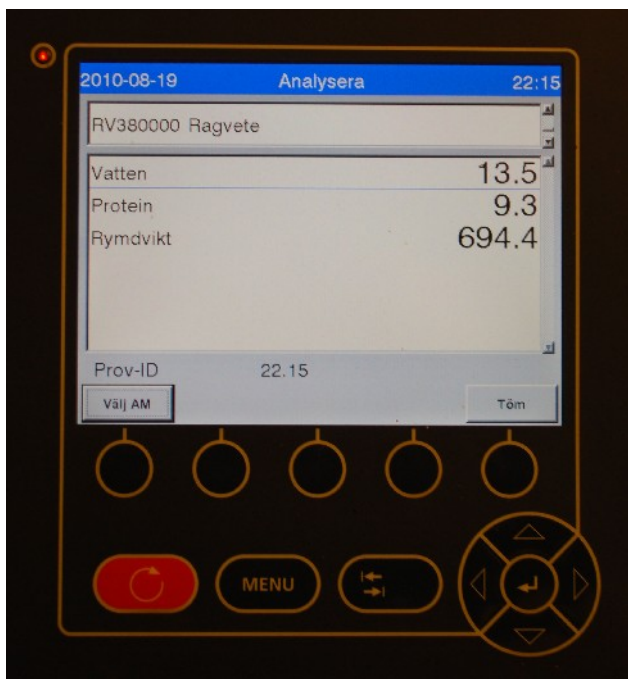 2010-08-19 Analysera 22:15
RV380000 Ragvete
Vatten 13.5
Protein 9.3
Rymdvikt 694.4
Prov-ID 22.15
Välj AM Töm
MENU